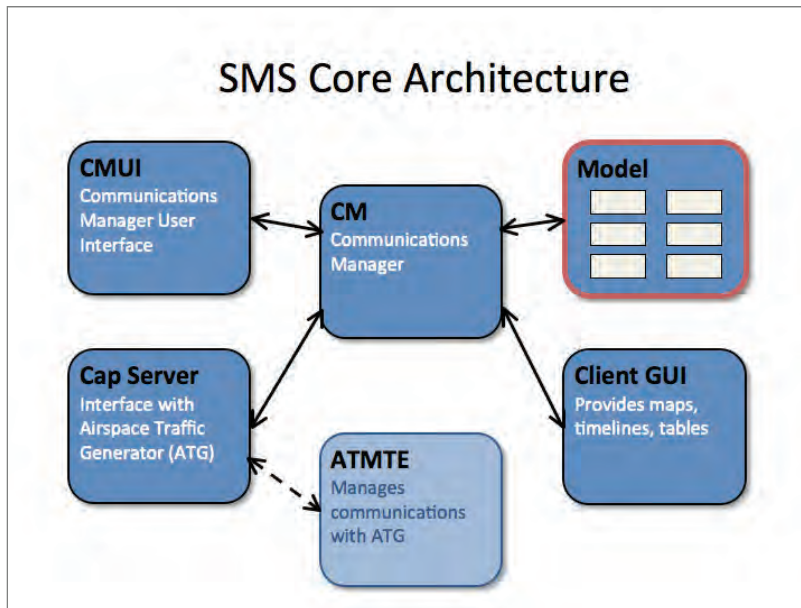 SMS Core Architecture
CMUI
Communications
Manager User
Interface
CM
Communications
Manager
Model
Cap Server
Interface with
Airspace Traffic
Generator (ATG)
ATMTE
Manages
communications
with ATG
Client GUI
Provides maps,
timelines, tables